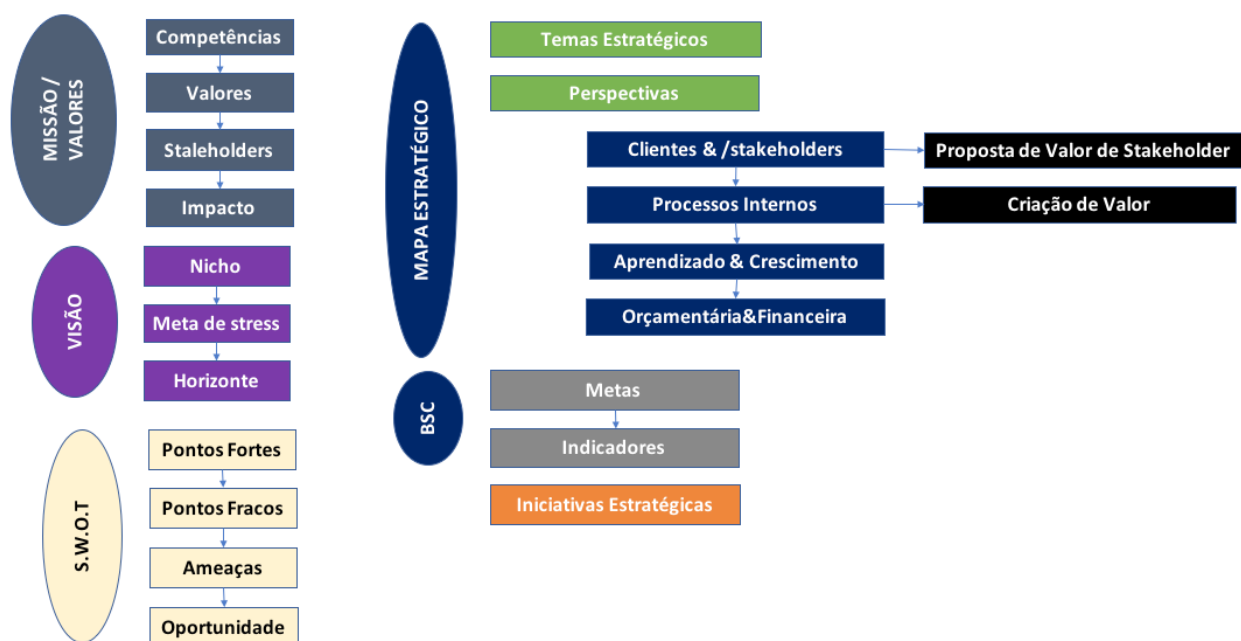 MISSÃO /
VALORES
Competências
Valores
Staleholders
Impacto
VISÃO
Nicho
Meta de stress
Horizonte
S.W.O.T
Pontos Fortes
Pontos Fracos
Ameaças
Oportunidade
MAPA ESTRATÉGICO
Temas Estratégicos
Perspectivas
Clientes & /stakeholders
Proposta de Valor de Stakeholder
Processos Internos
Criação de Valor
Aprendizado & Crescimento
Orçamentária&Financeira
BSC
Metas
Indicadores
Iniciativas Estratégicas